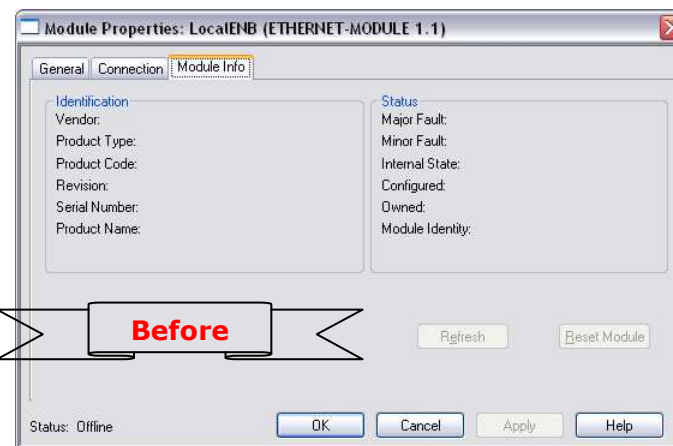 Module Properties: LocalENB (ETHERNET-MODULE 1.1)
General Connection Module Info
Identification
Vendor:
Product Type:
Product Code:
Revision:
Serial Number:
Product Name:
Status
Major Fault:
Minor Fault:
Internal State:
Configured:
Owned:
Module Identity:
Before
Refresh Reset Module
Status: Offline OK Cancel Apply Help